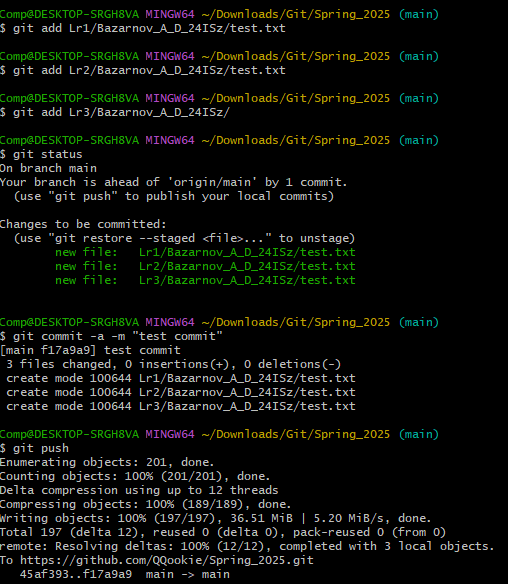 Comp@DESKTOP-SRGH8VA MINGW64 ~/Downloads/Git/Spring_2025 (main)
$ git add Lr1/Bazarnov_A_D_24ISz/test.txt

Comp@DESKTOP-SRGH8VA MINGW64 ~/Downloads/Git/Spring_2025 (main)
$ git add Lr2/Bazarnov_A_D_24ISz/test.txt

Comp@DESKTOP-SRGH8VA MINGW64 ~/Downloads/Git/Spring_2025 (main)
$ git add Lr3/Bazarnov_A_D_24ISz/

Comp@DESKTOP-SRGH8VA MINGW64 ~/Downloads/Git/Spring_2025 (main)
$ git status
On branch main
Your branch is ahead of 'origin/main' by 1 commit.
  (use "git push" to publish your local commits)

Changes to be committed:
  (use "git restore --staged <file>..." to unstage)
        new file:   Lr1/Bazarnov_A_D_24ISz/test.txt
        new file:   Lr2/Bazarnov_A_D_24ISz/test.txt
        new file:   Lr3/Bazarnov_A_D_24ISz/test.txt

Comp@DESKTOP-SRGH8VA MINGW64 ~/Downloads/Git/Spring_2025 (main)
$ git commit -a -m "test commit"
[main f17a9a9] test commit
 3 files changed, 0 insertions(+), 0 deletions(-)
 create mode 100644 Lr1/Bazarnov_A_D_24ISz/test.txt
 create mode 100644 Lr2/Bazarnov_A_D_24ISz/test.txt
 create mode 100644 Lr3/Bazarnov_A_D_24ISz/test.txt

Comp@DESKTOP-SRGH8VA MINGW64 ~/Downloads/Git/Spring_2025 (main)
$ git push
Enumerating objects: 201, done.
Counting objects: 100% (201/201), done.
Delta compression using up to 12 threads
Compressing objects: 100% (189/189), done.
Writing objects: 100% (197/197), 36.51 MiB | 5.20 MiB/s, done.
Total 197 (delta 12), reused 0 (delta 0), pack-reused 0 (from 0)
remote: Resolving deltas: 100% (12/12), completed with 3 local objects.
To https://github.com/QQookie/Spring_2025.git
   45af393..f17a9a9  main -> main